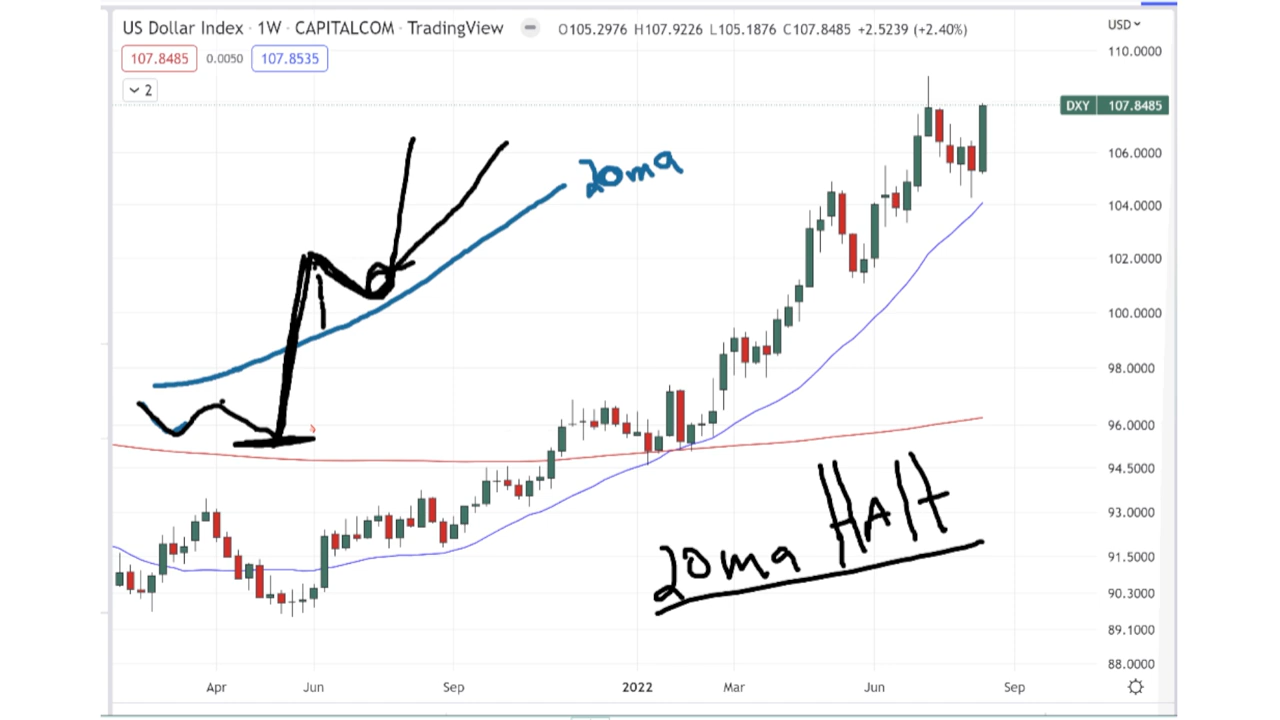 US Dollar Index · 1W · CAPITALCOM · TradingView O105.2976 H107.9226 L105.1876 C107.8485 +2.5239 (+2.40%)
USD
107.8485 0.0050 107.8535
2
110.0000
DXY 107.8485
106.0000
104.0000
102.0000
100.0000
98.0000
96.0000
94.5000
93.0000
91.5000
90.3000
89.1000
88.0000
20ma
20ma HAlt
Apr Jun Sep 2022 Mar Jun Sep